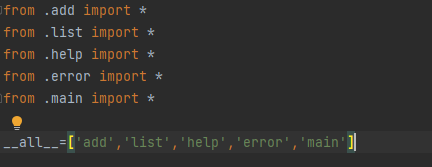 from .add import *
from .list import *
from .help import *
from .error import *
from .main import *
__all__=['add','list','help','error','main']